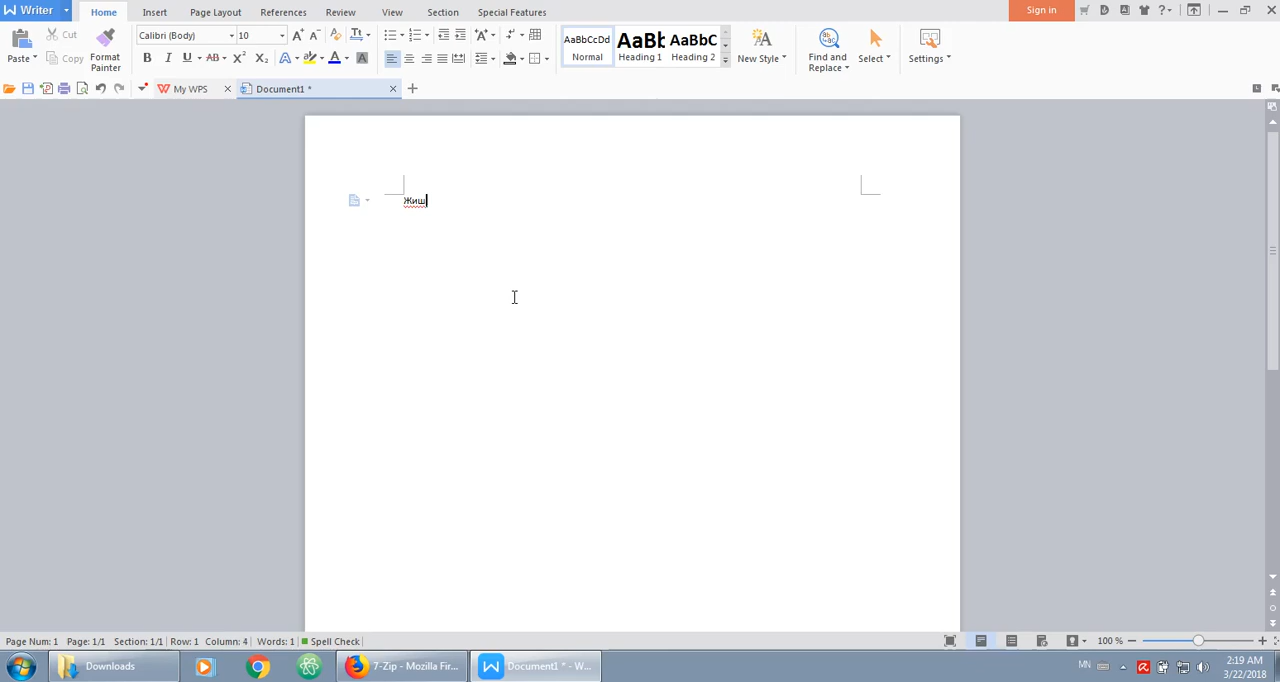 Writer Home Insert Page Layout References Review View Section Special Features Sign in
Calibri (Body) 10
Paste Cut Copy Format Painter
AaBbCcDd Normal AaBb Heading 1 AaBbC Heading 2 New Style Find and Replace Select Settings
My WPS Document1 *
Жиш
Page Num: 1 Page: 1/1 Section: 1/1 Row: 1 Column: 4 Words: 1 Spell Check 100 %
Downloads 7-Zip - Mozilla Fir... Document1 * - W... MN 2:19 AM
3/22/2018